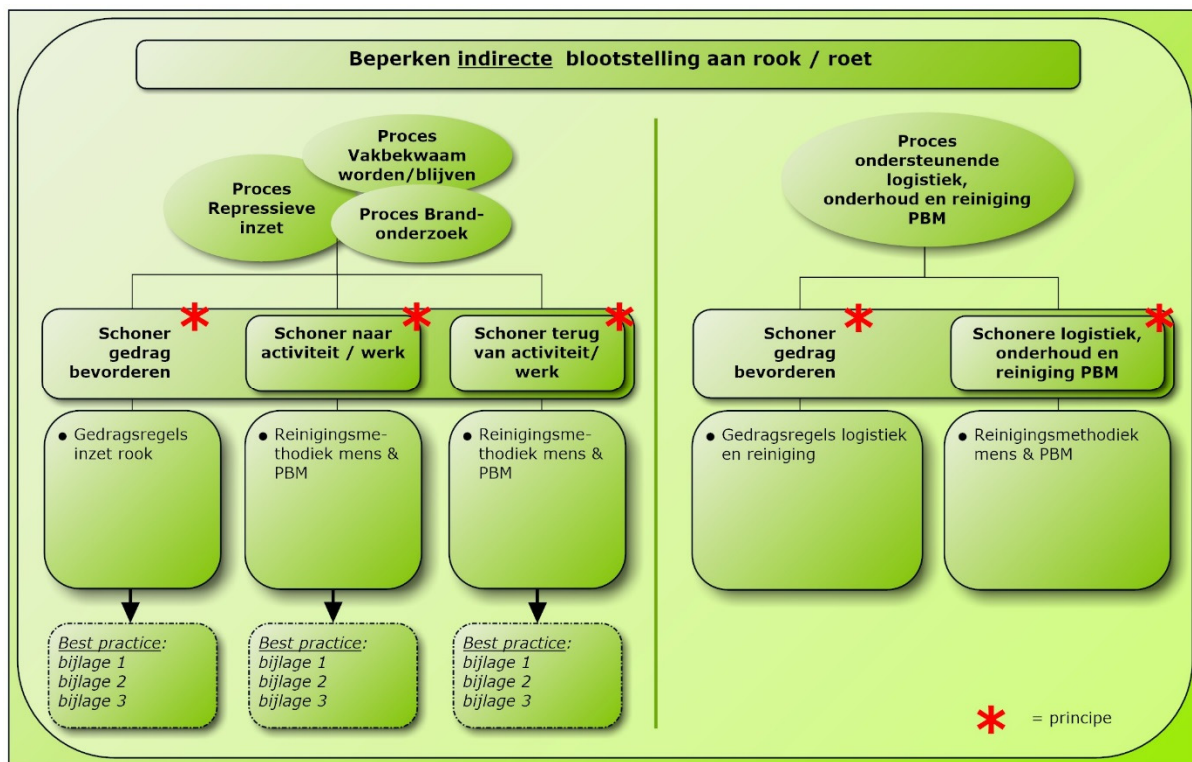 Beperken indirecte blootstelling aan rook / roet
Proces
Vakbekwaam
worden/blijven
Proces
Repressieve
inzet
Proces Brand-
onderzoek
Schoner
gedrag
bevorderen
Schoner naar
activiteit / werk
Schoner terug
van activiteit/
werk
● Gedragsregels
inzet rook
● Reinigingsme-
thodiek mens &
PBM
● Reinigingsme-
thodiek mens &
PBM
Best practice:
bijlage 1
bijlage 2
bijlage 3
Best practice:
bijlage 1
bijlage 2
bijlage 3
Best practice:
bijlage 1
bijlage 2
bijlage 3
Proces
ondersteunende
logistiek,
onderhoud en reiniging
PBM
Schoner
gedrag
bevorderen
Schonere logistiek,
onderhoud en
reiniging PBM
● Gedragsregels logistiek
en reiniging
● Reinigingsmethodiek
mens & PBM
* = principe